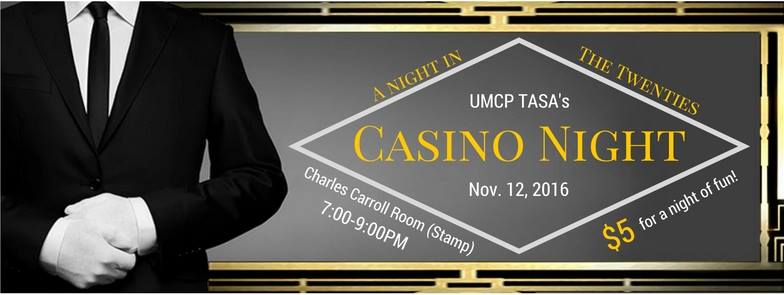 A NIGHT IN
THE TWENTIES
UMCP TASA's
CASINO NIGHT
Nov. 12, 2016
Charles Carroll Room (Stamp)
7:00-9:00PM
$5 for a night of fun!